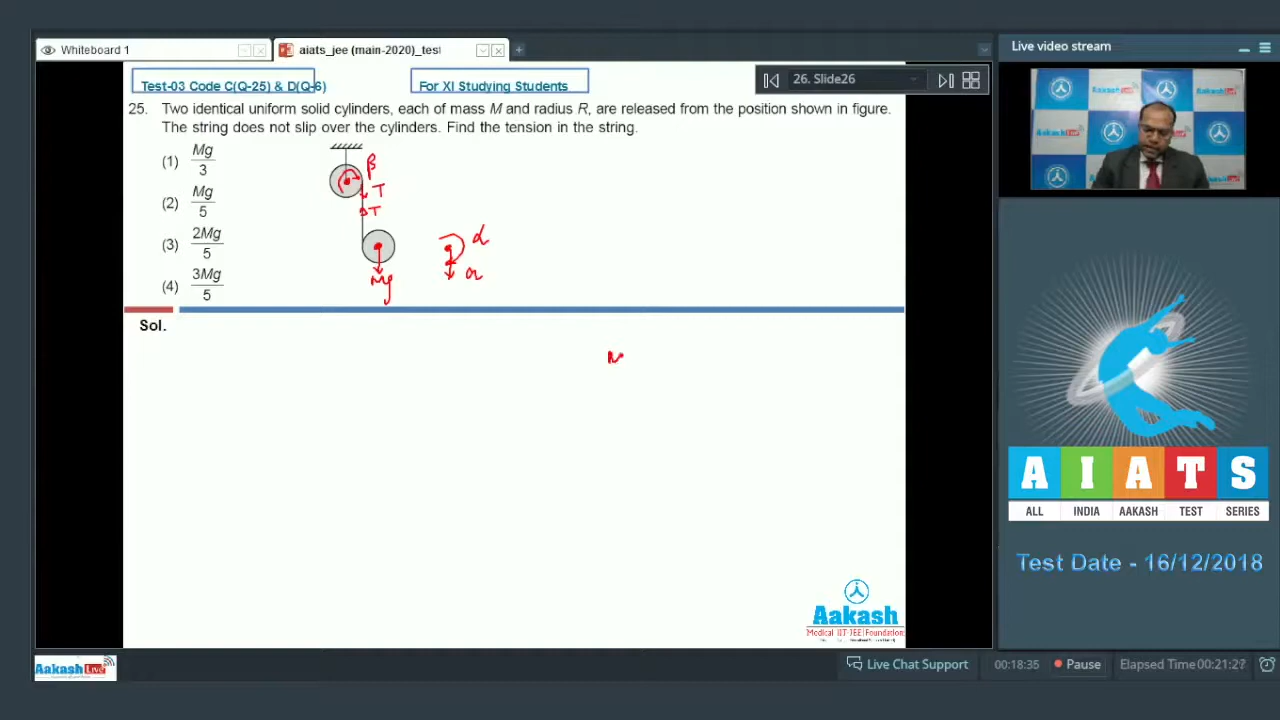 Whiteboard 1
aiats_jee (main-2020)_test
Live video stream
Test-03 Code C(Q-25) & D(Q-6)
For XI Studying Students
26. Slide26
25. Two identical uniform solid cylinders, each of mass M and radius R, are released from the position shown in figure.
The string does not slip over the cylinders. Find the tension in the string.
(1) Mg/3
(2) Mg/5
(3) 2Mg/5
(4) 3Mg/5
β
T
T
Mg
α
a
Sol.
Aakash
Medical IIT-JEE Foundation
A I A T S
ALL INDIA AAKASH TEST SERIES
Test Date - 16/12/2018
AakashLive
Live Chat Support
00:18:35
Pause
Elapsed Time 00:21:27